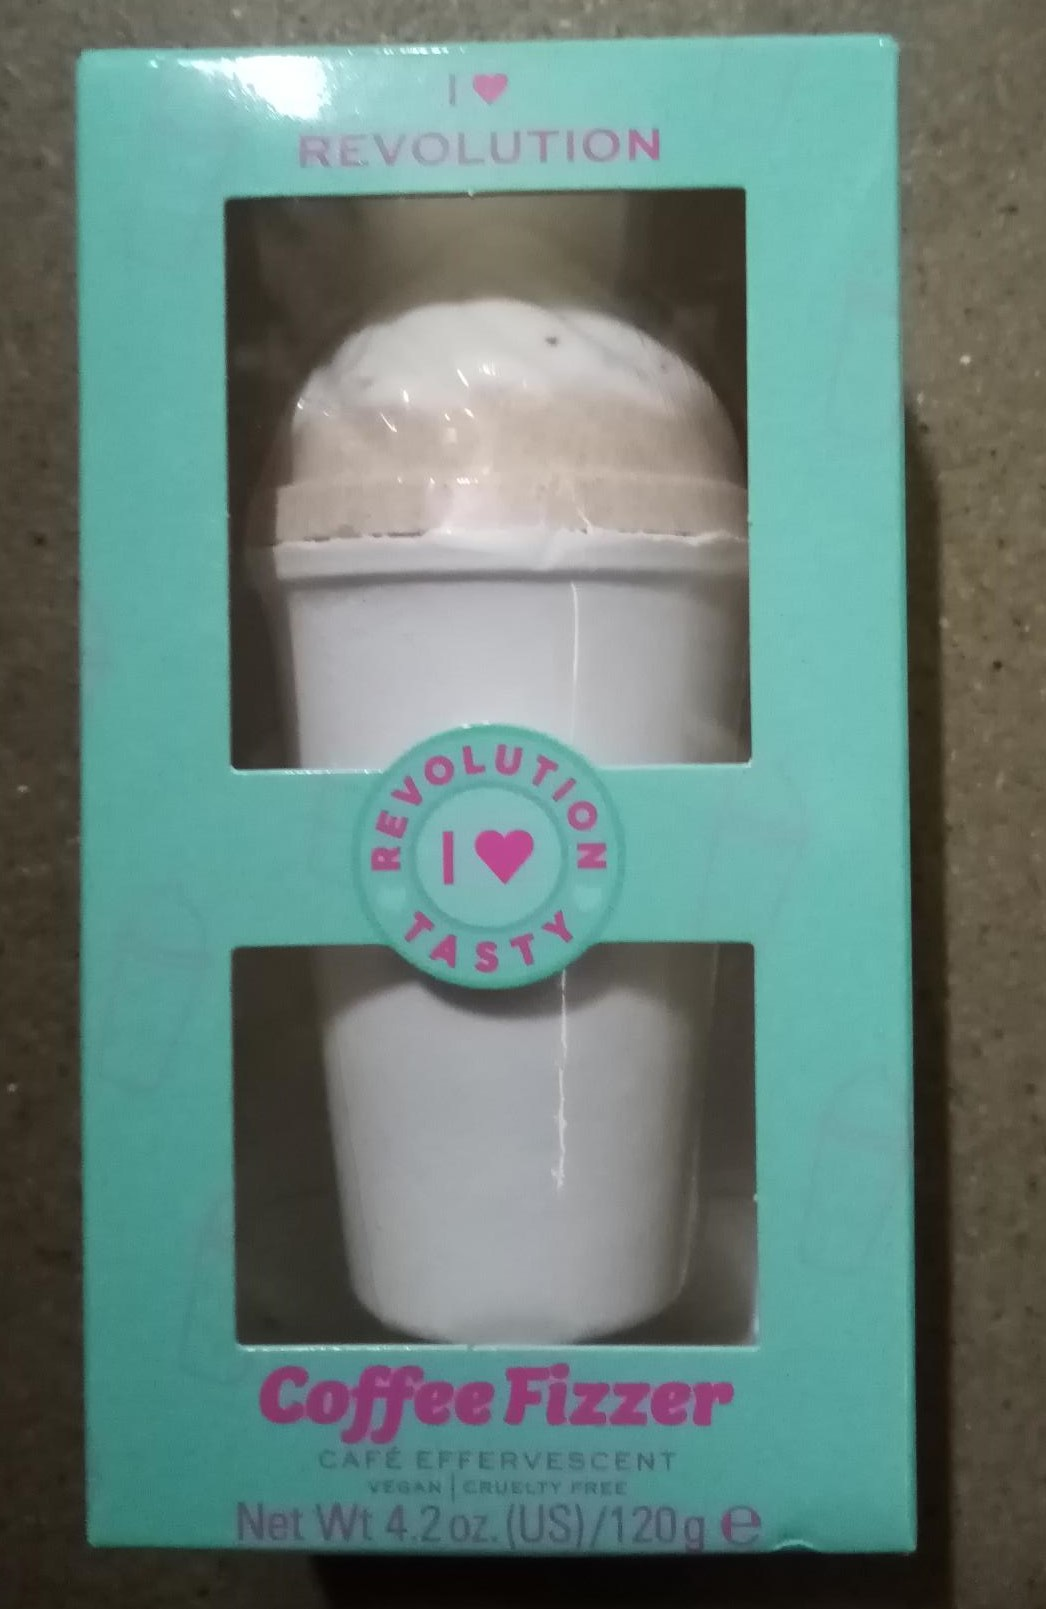 I ♥
REVOLUTION
REVOLUTION
I ♥
TASTY
Coffee Fizzer
CAFÉ EFFERVESCENT
VEGAN | CRUELTY FREE
Net Wt 4.2 oz. (US)/120g ℮